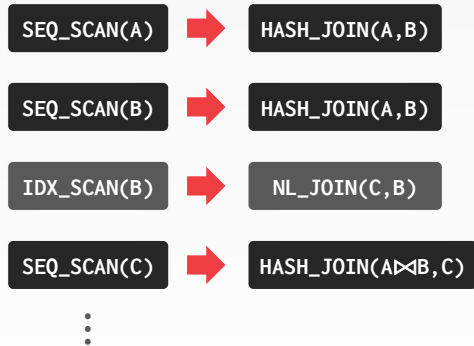 SEQ_SCAN(A) HASH_JOIN(A,B)
SEQ_SCAN(B) HASH_JOIN(A,B)
IDX_SCAN(B) NL_JOIN(C,B)
SEQ_SCAN(C) HASH_JOIN(A⨝B,C)
⋮